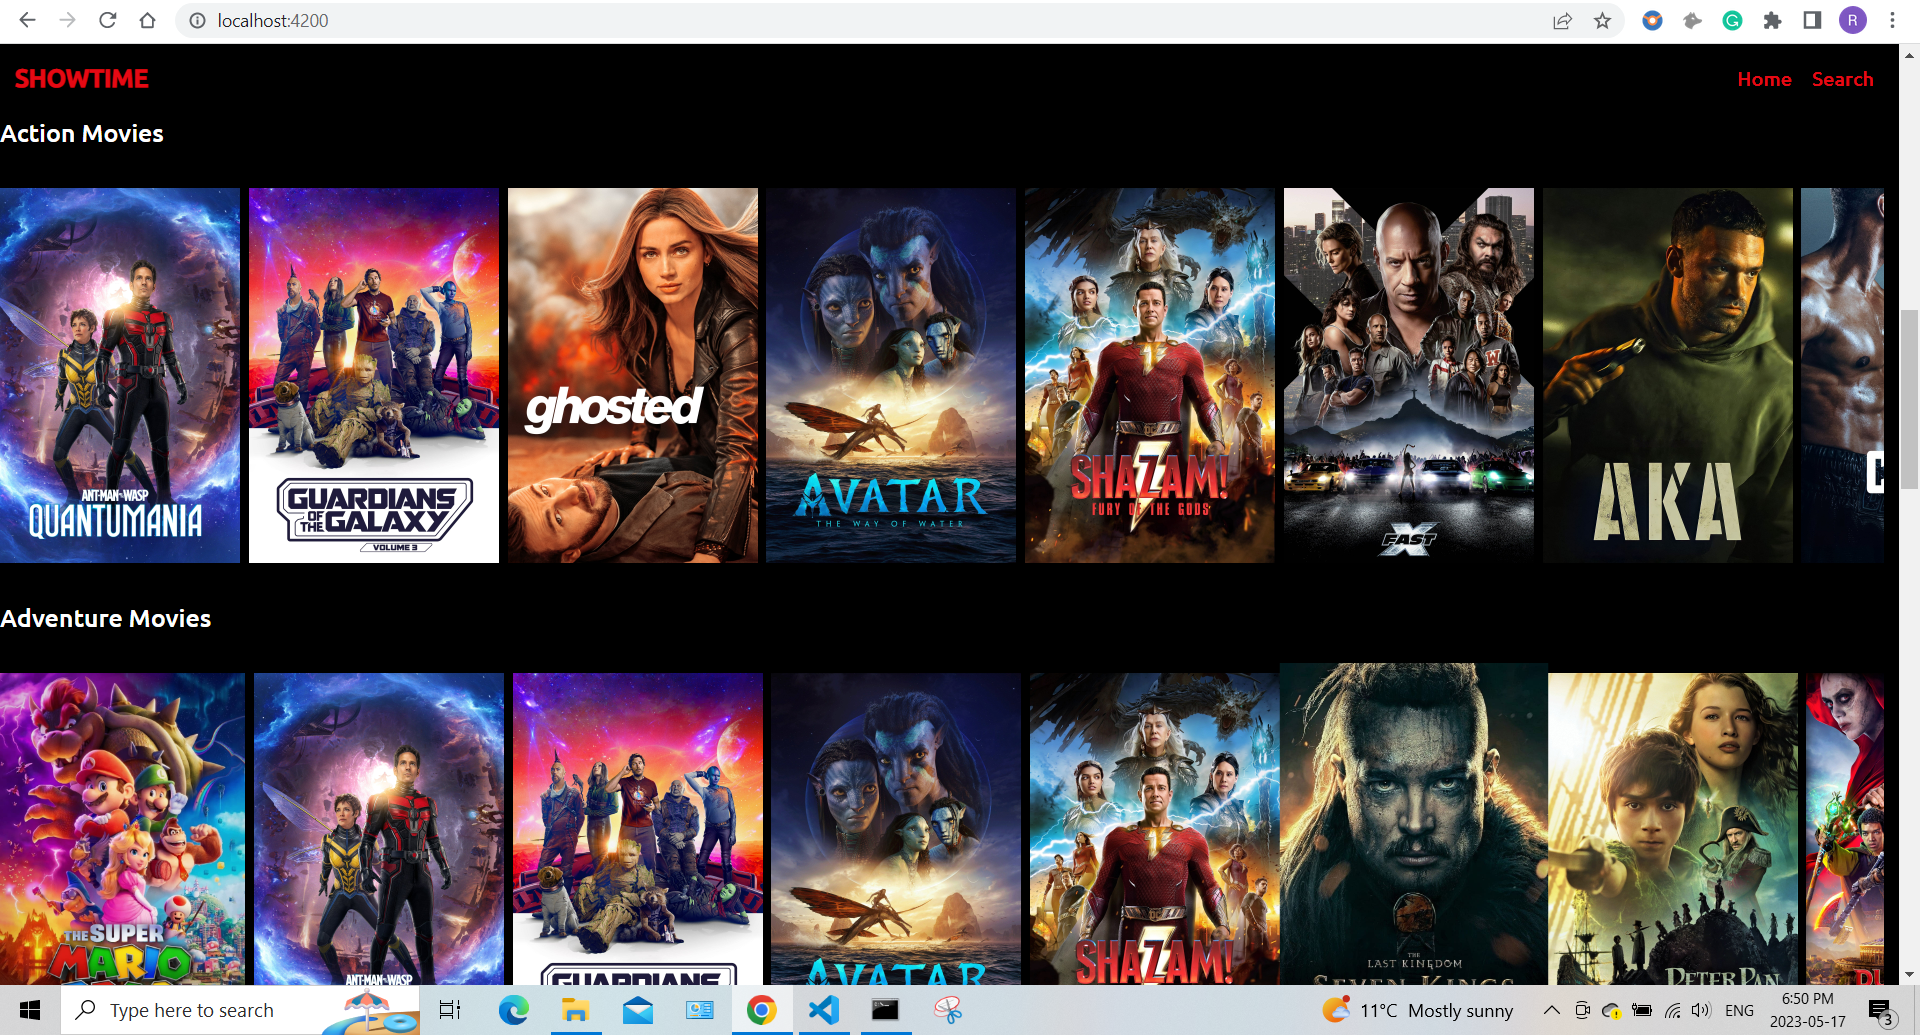 localhost:4200
R
SHOWTIME
Home
Search
Action Movies
ANT-MAN AND THE WASP
QUANTUMANIA
GUARDIANS
OF THE GALAXY
VOLUME 3
ghosted
AVATAR
THE WAY OF WATER
SHAZAM!
FURY OF THE GODS
FAST X
AKA
Adventure Movies
THE SUPER
MARIO
ANT-MAN AND THE WASP
GUARDIANS
AVATAR
SHAZAM!
THE
LAST KINGDOM
SEVEN KINGS
PETER PAN
Type here to search
11°C Mostly sunny
ENG
6:50 PM
2023-05-17
3